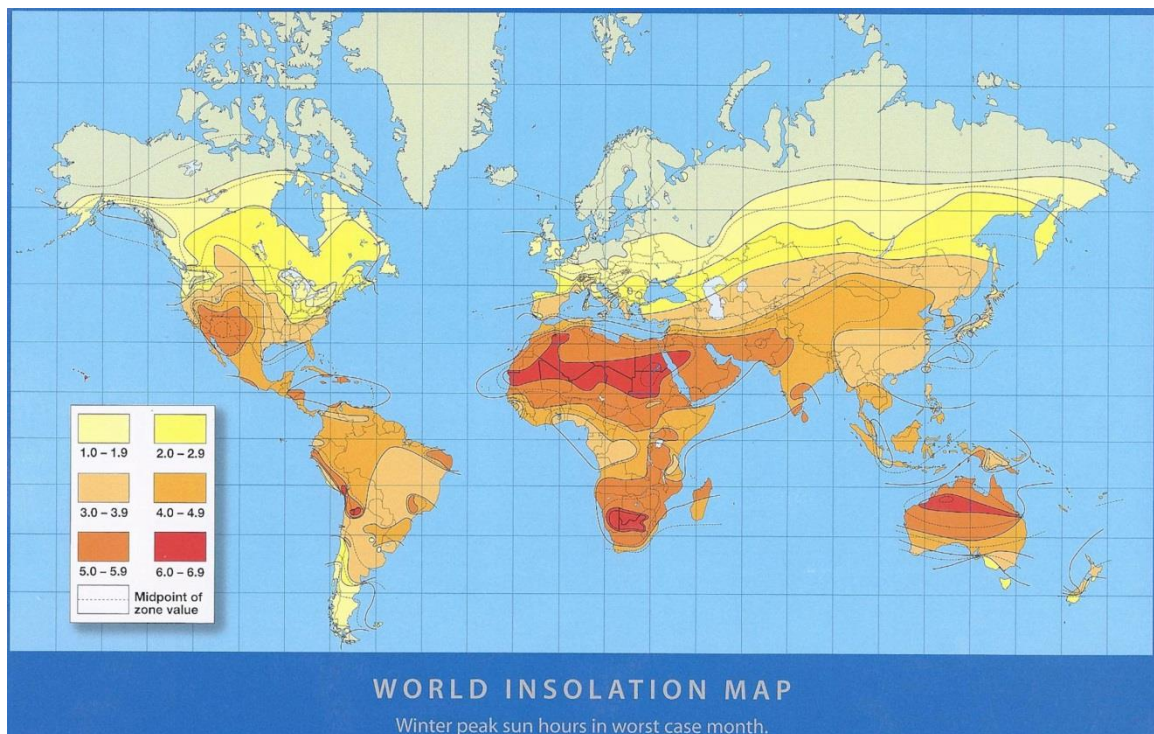 1.0 – 1.9 2.0 – 2.9
3.0 – 3.9 4.0 – 4.9
5.0 – 5.9 6.0 – 6.9
Midpoint of
zone value
WORLD INSOLATION MAP
Winter peak sun hours in worst case month.